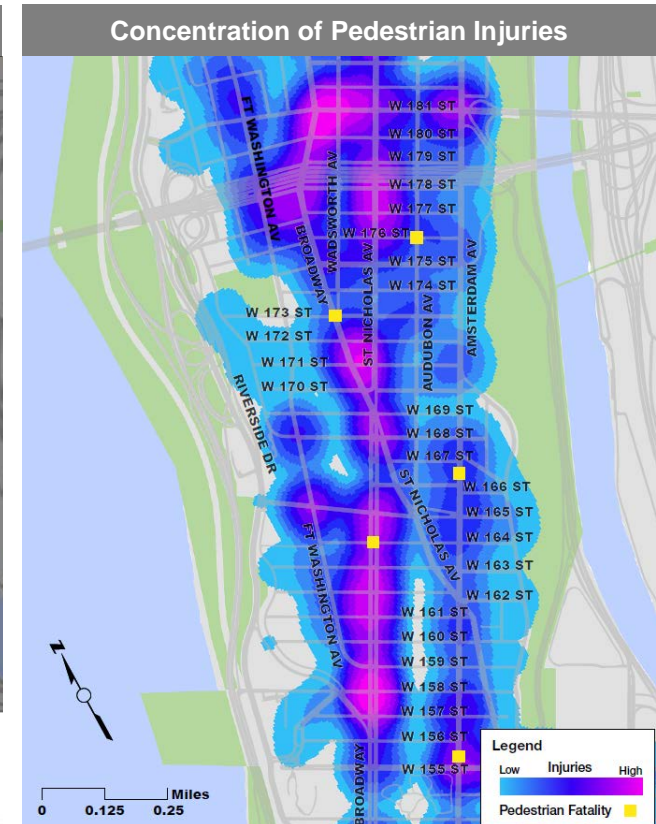 Concentration of Pedestrian Injuries
W 181 ST
W 180 ST
FT WASHINGTON AV
W 179 ST
WADSWORTH AV
W 178 ST
W 177 ST
BROADWAY
W 176 ST
ST NICHOLAS AV
AMSTERDAM AV
W 175 ST
W 174 ST
AUDUBON AV
W 173 ST
W 172 ST
W 171 ST
W 170 ST
RIVERSIDE DR
W 169 ST
W 168 ST
W 167 ST
W 166 ST
ST NICHOLAS AV
W 165 ST
W 164 ST
FT WASHINGTON AV
W 163 ST
W 162 ST
W 161 ST
W 160 ST
W 159 ST
W 158 ST
W 157 ST
W 156 ST
W 155 ST
BROADWAY
N
Miles
0 0.125 0.25
Legend
Low Injuries High
Pedestrian Fatality